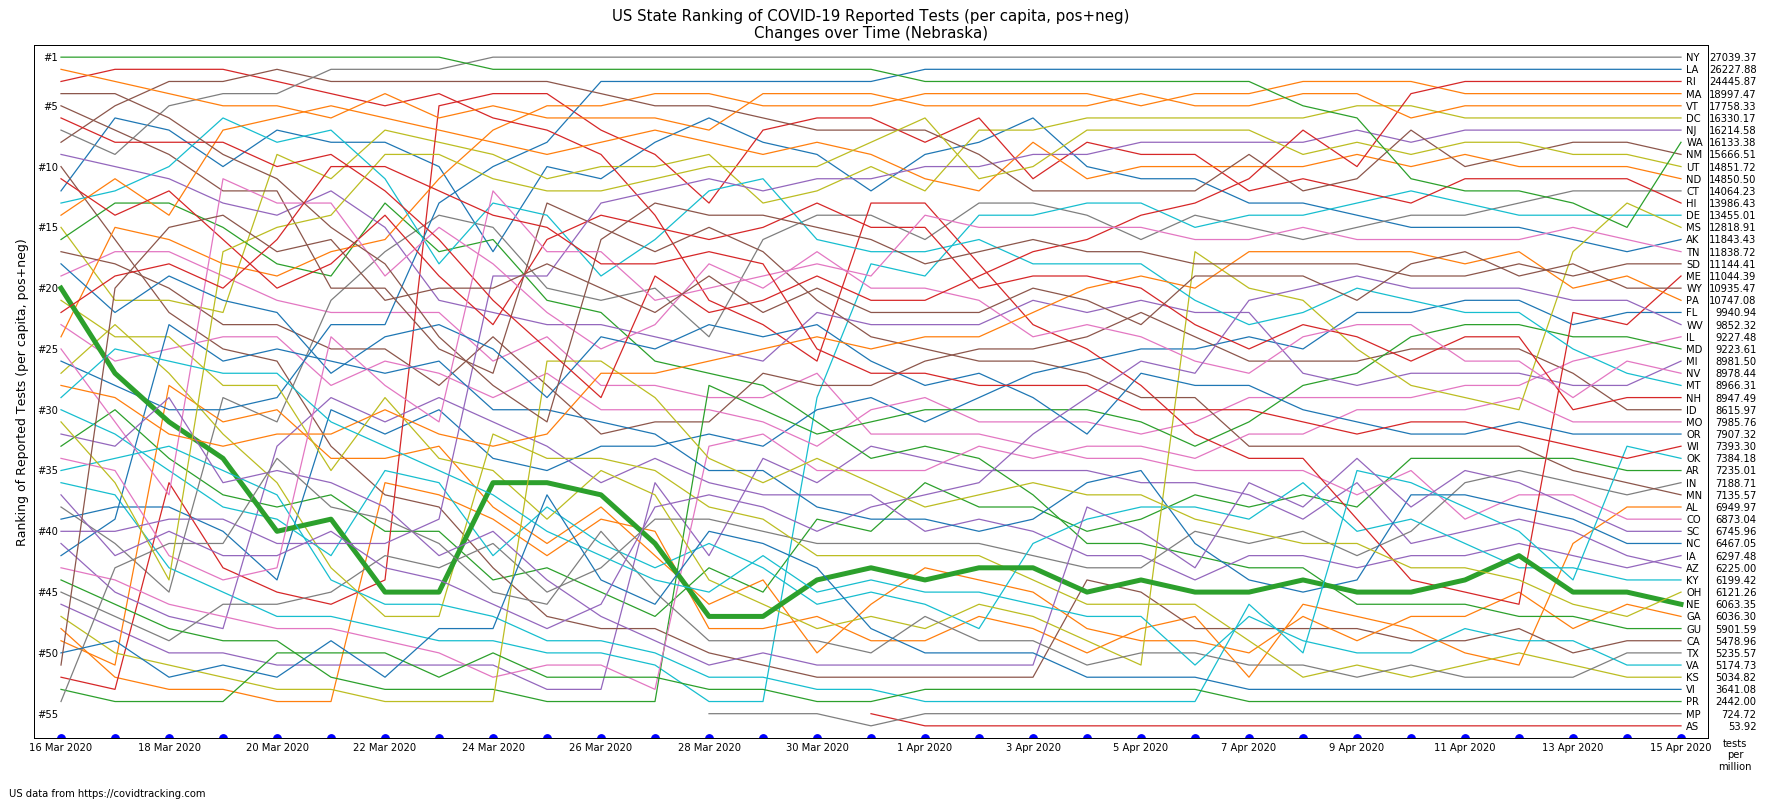 US State Ranking of COVID-19 Reported Tests (per capita, pos+neg)
Changes over Time (Nebraska)
Ranking of Reported Tests (per capita, pos+neg)
#1
#5
#10
#15
#20
#25
#30
#35
#40
#45
#50
#55
NY 27039.37
LA 26227.88
RI 24445.87
MA 18997.47
VT 17758.33
DC 16330.17
NJ 16214.58
WA 16133.38
NM 15666.51
UT 14851.72
ND 14850.50
CT 14064.23
HI 13986.43
DE 13455.01
MS 12818.91
AK 11843.43
TN 11838.72
SD 11144.41
ME 11044.39
WY 10935.47
PA 10747.08
FL 9940.94
WV 9852.32
IL 9227.48
MD 9223.61
MI 8981.50
NV 8978.44
MT 8966.31
NH 8947.49
ID 8615.97
MO 7985.76
OR 7907.32
WI 7393.30
OK 7384.18
AR 7235.01
IN 7188.71
MN 7135.57
AL 6949.97
CO 6873.04
SC 6745.96
NC 6467.05
IA 6297.48
AZ 6225.00
KY 6199.42
OH 6121.26
NE 6063.35
GA 6036.30
GU 5901.59
CA 5478.96
TX 5235.57
VA 5174.73
KS 5034.82
VI 3641.08
PR 2442.00
MP 724.72
AS 53.92
16 Mar 2020 18 Mar 2020 20 Mar 2020 22 Mar 2020 24 Mar 2020 26 Mar 2020 28 Mar 2020 30 Mar 2020 1 Apr 2020 3 Apr 2020 5 Apr 2020 7 Apr 2020 9 Apr 2020 11 Apr 2020 13 Apr 2020 15 Apr 2020
tests
per
million
US data from https://covidtracking.com